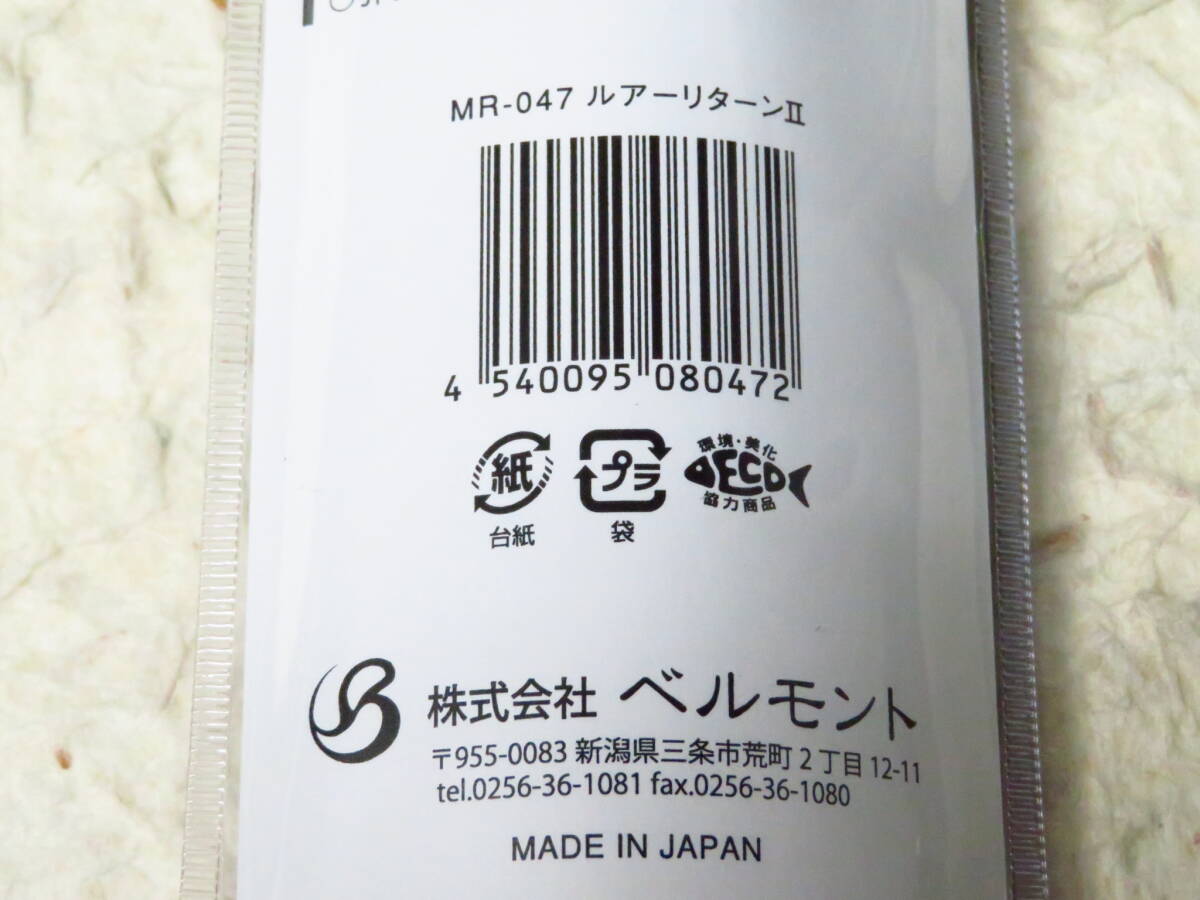 MR-047 ルアーリターンⅡ
4 540095 080472
紙
台紙
プラ
袋
環境・美化
ECO
協力商品
株式会社 ベルモント
〒955-0083 新潟県三条市荒町2丁目12-11
tel.0256-36-1081 fax.0256-36-1080
MADE IN JAPAN